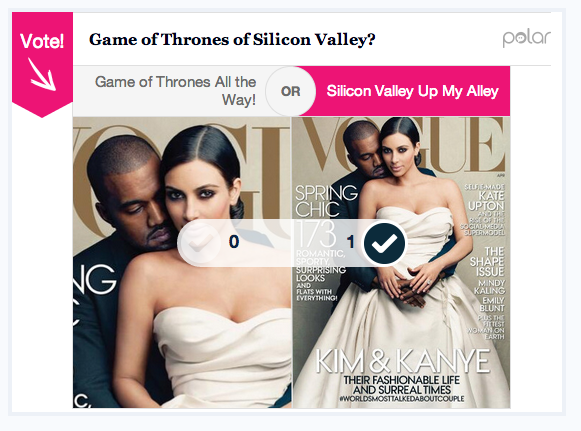 Vote!
Game of Thrones of Silicon Valley?
polar
Game of Thrones All the
Way!
OR
Silicon Valley Up My Alley
VOGUE
APR
SPRING
CHIC
173
ROMANTIC,
SPORTY,
SURPRISING
LOOKS
AND
FLATS WITH
EVERYTHING!
SELF-MADE
KATE
UPTON
AND THE
RISE OF THE
SOCIAL-MEDIA
SUPERMODEL
THE
SHAPE
ISSUE
MINDY
KALING
EMILY
BLUNT
PLUS THE
FITTEST
WOMAN ON
EARTH
NG
0
1
KIM & KANYE
THEIR FASHIONABLE LIFE
AND SURREAL TIMES
#WORLDSMOSTTALKEDABOUTCOUPLE